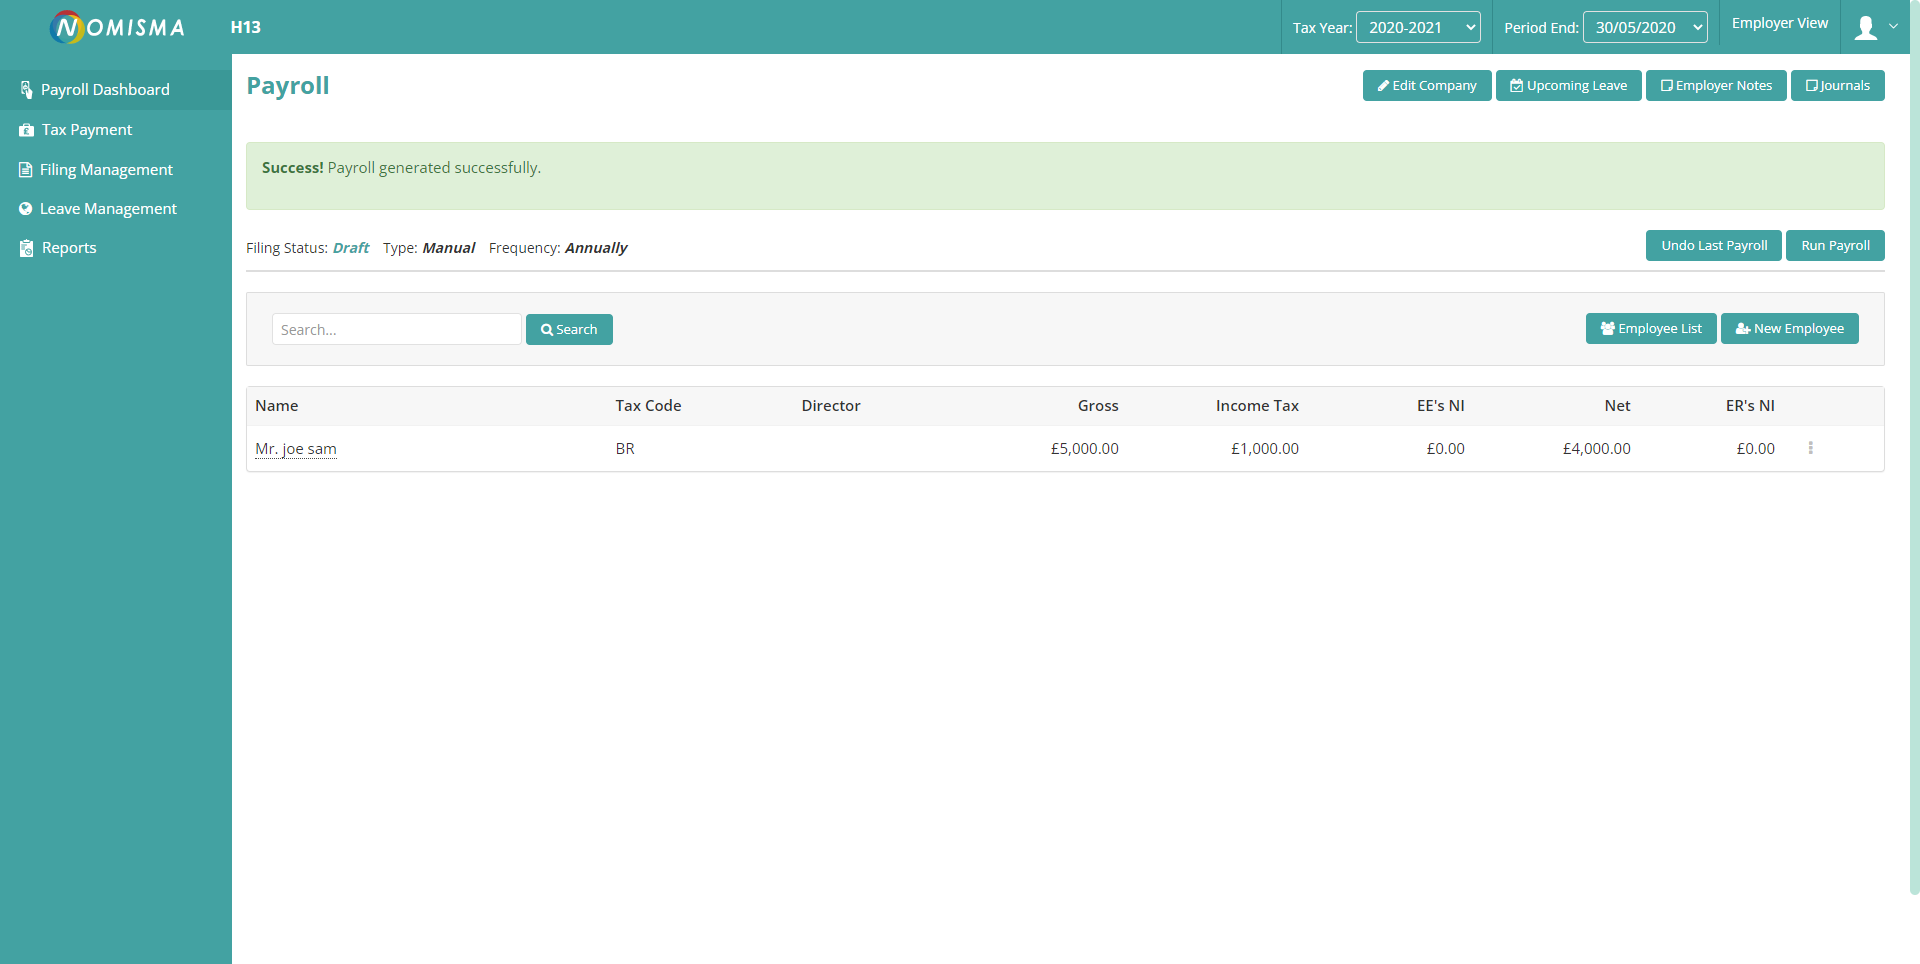 NOMISMA H13 Tax Year: 2020-2021 Period End: 30/05/2020 Employer View
Payroll Dashboard
Tax Payment
Filing Management
Leave Management
Reports
Payroll Edit Company Upcoming Leave Employer Notes Journals
Success! Payroll generated successfully.
Filing Status: Draft Type: Manual Frequency: Annually Undo Last Payroll Run Payroll
Search... Search Employee List New Employee
Name Tax Code Director Gross Income Tax EE's NI Net ER's NI
Mr. joe sam BR £5,000.00 £1,000.00 £0.00 £4,000.00 £0.00